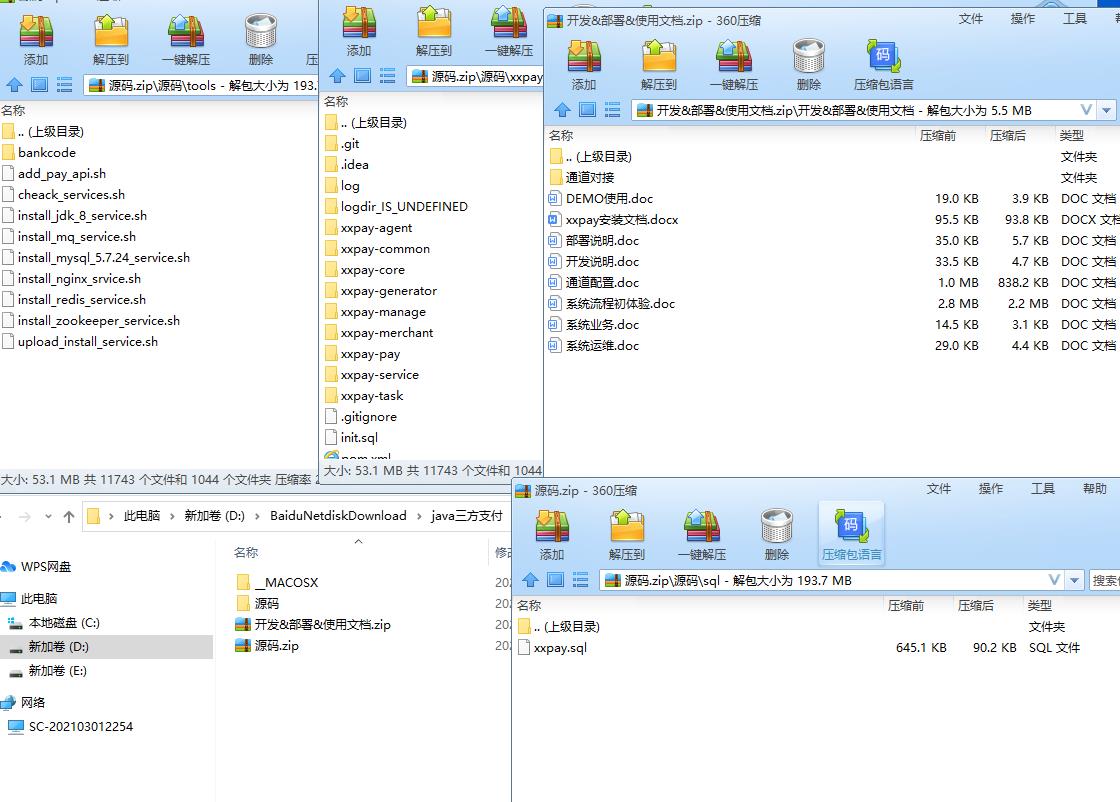 添加
解压到
一键解压
删除
压
源码.zip\源码\tools - 解包大小为 193.
名称
.. (上级目录)
bankcode
add_pay_api.sh
cheack_services.sh
install_jdk_8_service.sh
install_mq_service.sh
install_mysql_5.7.24_service.sh
install_nginx_srvice.sh
install_redis_service.sh
install_zookeeper_service.sh
upload_install_service.sh
大小: 53.1 MB 共 11743 个文件和 1044 个文件夹 压缩率
添加
解压到
一键解压
源码.zip\源码\xxpay
名称
.. (上级目录)
.git
.idea
log
logdir_IS_UNDEFINED
xxpay-agent
xxpay-common
xxpay-core
xxpay-generator
xxpay-manage
xxpay-merchant
xxpay-pay
xxpay-service
xxpay-task
.gitignore
init.sql
pom.xml
大小: 53.1 MB 共 11743 个文件和 1044
开发&部署&使用文档.zip - 360压缩
文件 操作 工具
添加
解压到
一键解压
删除
码
压缩包语言
开发&部署&使用文档.zip\开发&部署&使用文档 - 解包大小为 5.5 MB
名称 压缩前 压缩后 类型
.. (上级目录) 文件夹
通道对接 文件夹
DEMO使用.doc 19.0 KB 3.9 KB DOC 文档
xxpay安装文档.docx 95.5 KB 93.8 KB DOCX 文档
部署说明.doc 35.0 KB 5.7 KB DOC 文档
开发说明.doc 33.5 KB 4.7 KB DOC 文档
通道配置.doc 1.0 MB 838.2 KB DOC 文档
系统流程初体验.doc 2.8 MB 2.2 MB DOC 文档
系统业务.doc 14.5 KB 3.1 KB DOC 文档
系统运维.doc 29.0 KB 4.4 KB DOC 文档
此电脑 新加卷 (D:) BaiduNetdiskDownload java三方支付
WPS网盘
此电脑
本地磁盘 (C:)
新加卷 (D:)
新加卷 (E:)
网络
SC-202103012254
名称 修改
__MACOSX 202
源码 202
开发&部署&使用文档.zip 202
源码.zip 202
源码.zip - 360压缩
文件 操作 工具 帮助
添加
解压到
一键解压
删除
码
压缩包语言
源码.zip\源码\sql - 解包大小为 193.7 MB
搜索
名称 压缩前 压缩后 类型
.. (上级目录) 文件夹
xxpay.sql 645.1 KB 90.2 KB SQL 文件